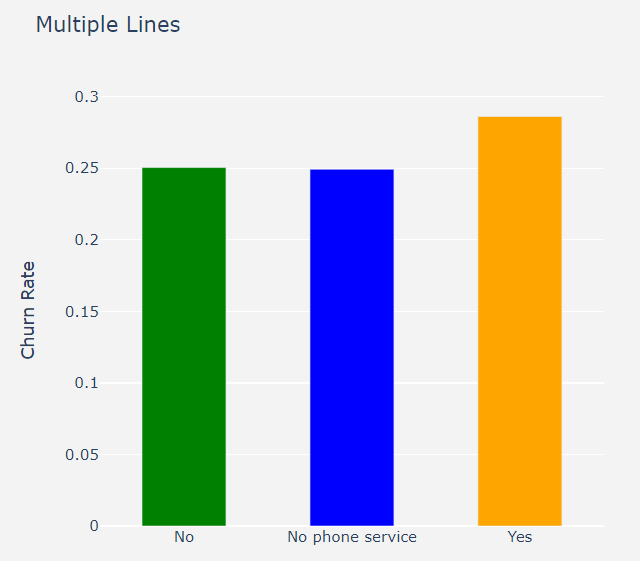 Multiple Lines
Churn Rate
0.3
0.25
0.2
0.15
0.1
0.05
0
No
No phone service
Yes